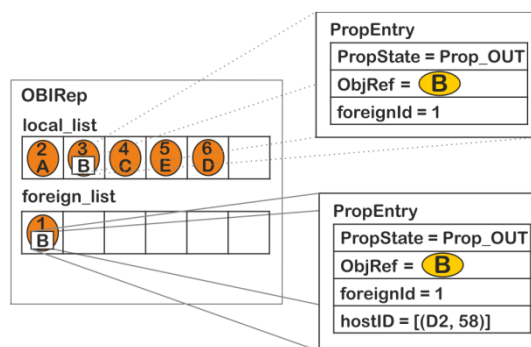 PropEntry
PropState = Prop_OUT
ObjRef = B
foreignId = 1
OBIRep
local_list
2 3 4 5 6
A B C E D
foreign_list
1
B
PropEntry
PropState = Prop_OUT
ObjRef = B
foreignId = 1
hostID = [(D2, 58)]